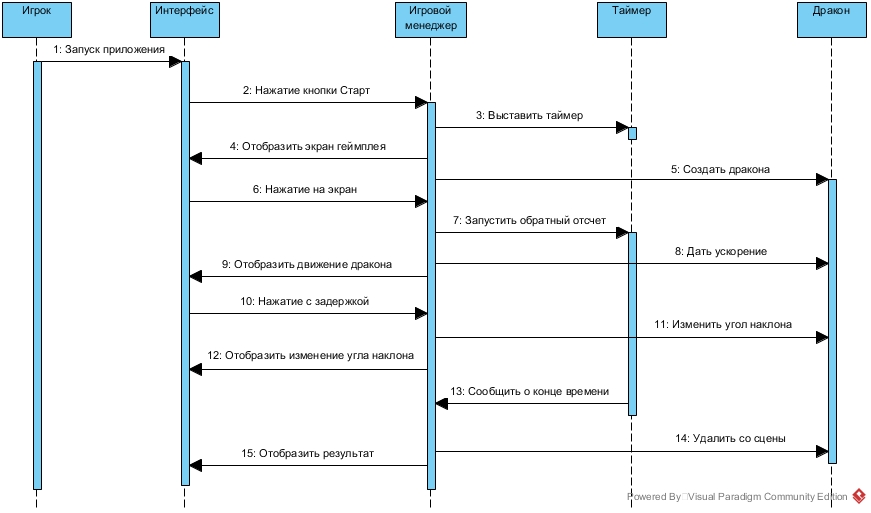 Игрок
Интерфейс
Игровой
менеджер
Таймер
Дракон
1: Запуск приложения
2: Нажатие кнопки Старт
3: Выставить таймер
4: Отобразить экран геймплея
5: Создать дракона
6: Нажатие на экран
7: Запустить обратный отсчет
8: Дать ускорение
9: Отобразить движение дракона
10: Нажатие с задержкой
11: Изменить угол наклона
12: Отобразить изменение угла наклона
13: Сообщить о конце времени
14: Удалить со сцены
15: Отобразить результат
Powered By Visual Paradigm Community Edition